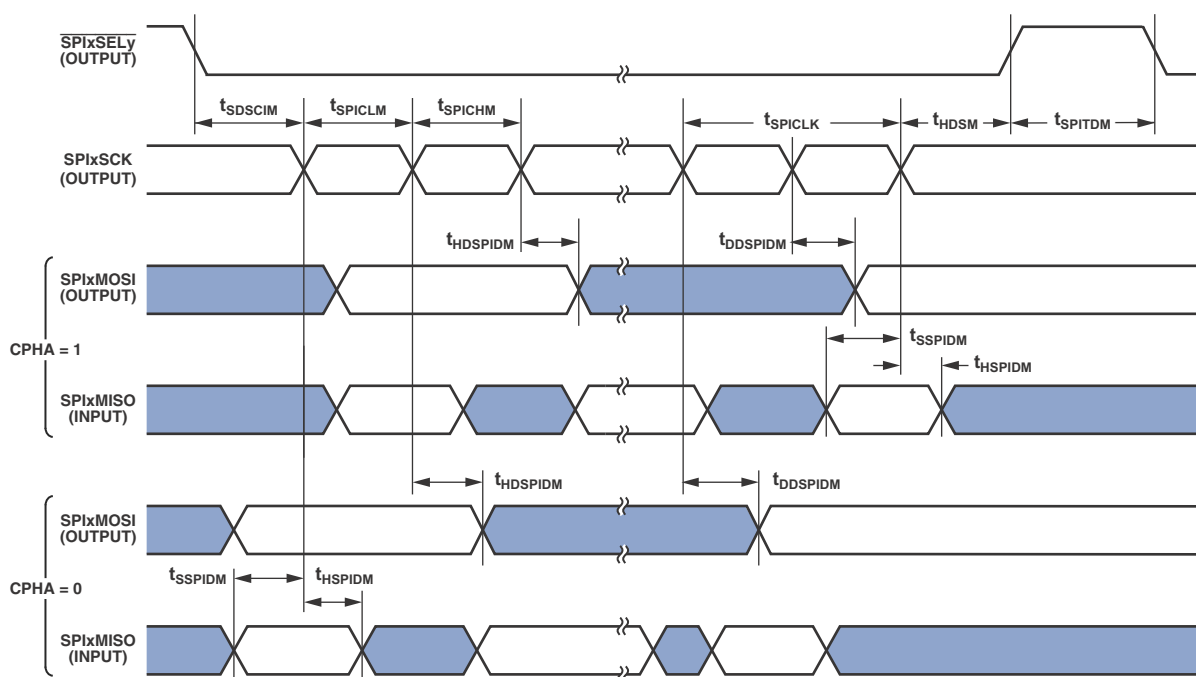 SPIxSELy
(OUTPUT)
tSDSCIM
tSPICLM
tSPICHM
tSPICLK
tHDSM
tSPITDM
SPIxSCK
(OUTPUT)
tHDSPIDM
tDDSPIDM
SPIxMOSI
(OUTPUT)
tSSPIDM
CPHA = 1
tHSPIDM
SPIxMISO
(INPUT)
tHDSPIDM
tDDSPIDM
SPIxMOSI
(OUTPUT)
tSSPIDM
tHSPIDM
CPHA = 0
SPIxMISO
(INPUT)